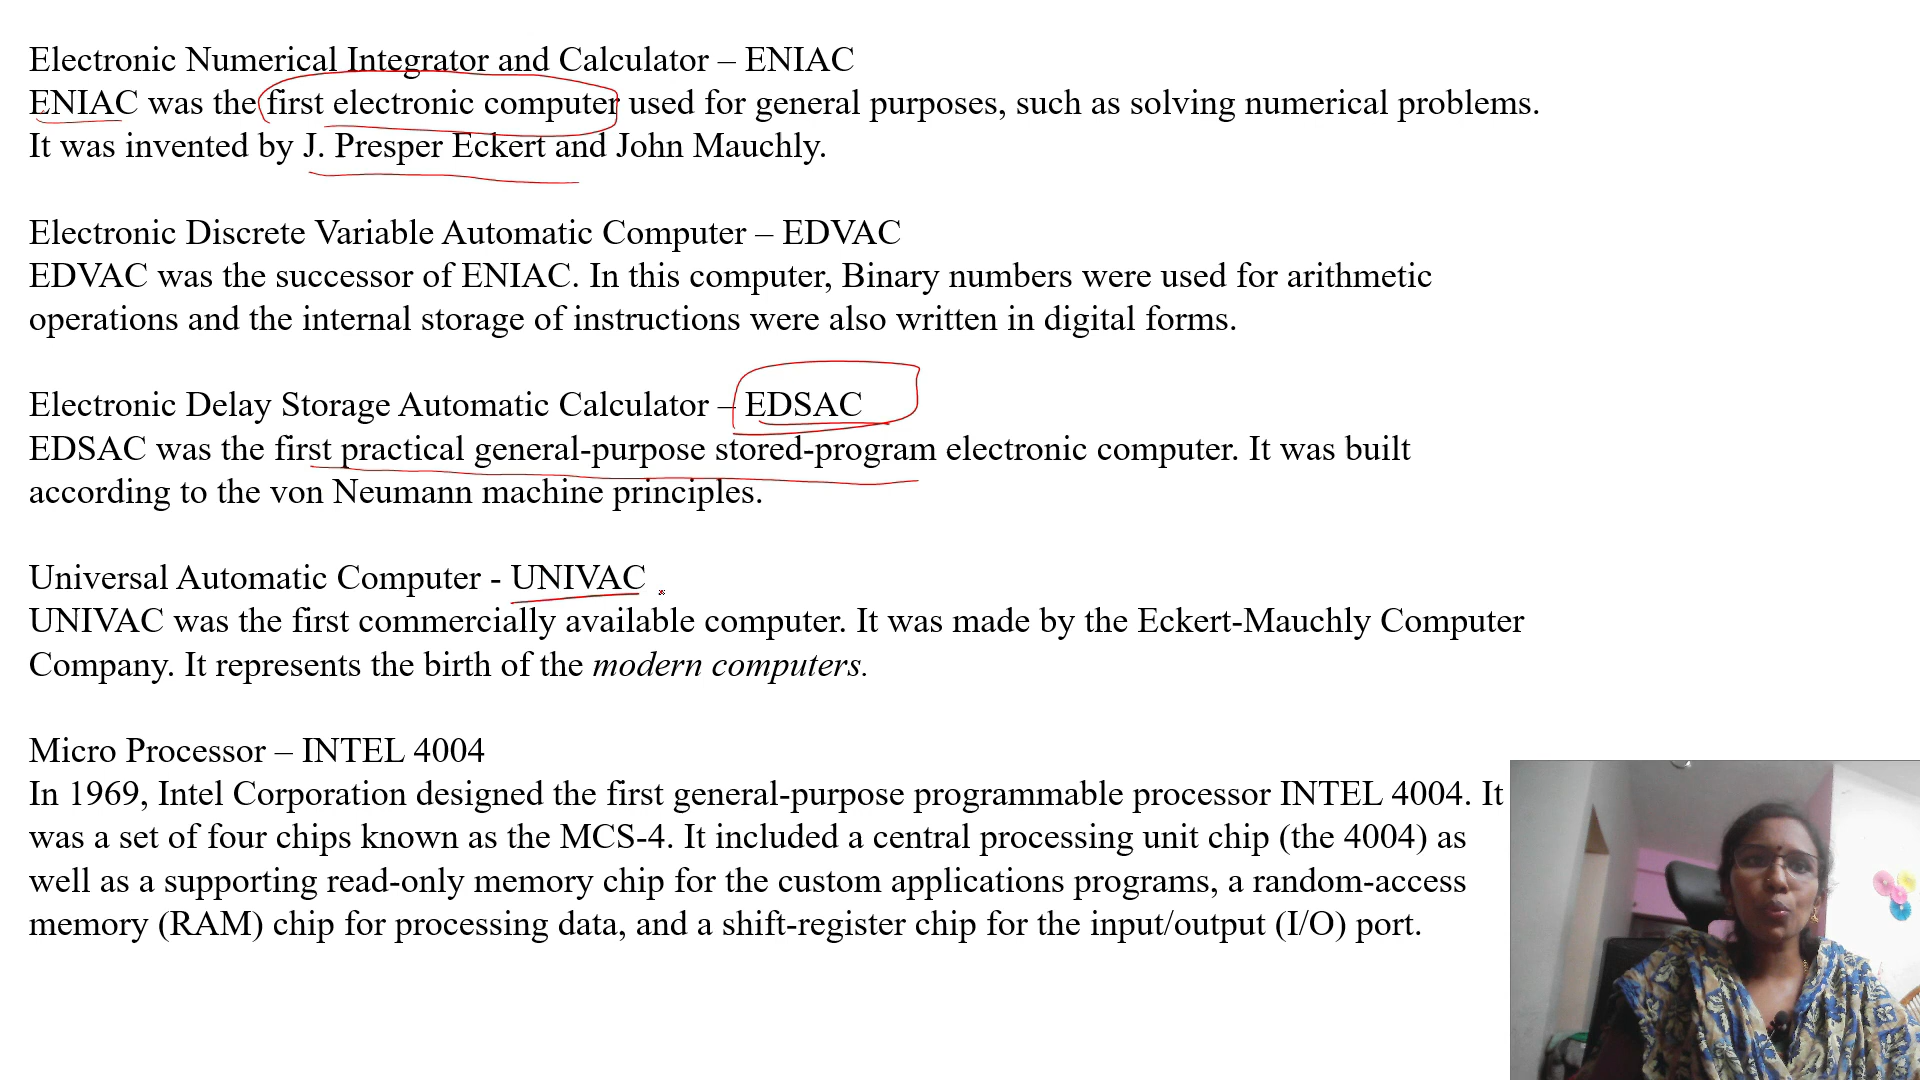 Electronic Numerical Integrator and Calculator – ENIAC
ENIAC was the first electronic computer used for general purposes, such as solving numerical problems.
It was invented by J. Presper Eckert and John Mauchly.
Electronic Discrete Variable Automatic Computer – EDVAC
EDVAC was the successor of ENIAC. In this computer, Binary numbers were used for arithmetic
operations and the internal storage of instructions were also written in digital forms.
Electronic Delay Storage Automatic Calculator – EDSAC
EDSAC was the first practical general-purpose stored-program electronic computer. It was built
according to the von Neumann machine principles.
Universal Automatic Computer - UNIVAC
UNIVAC was the first commercially available computer. It was made by the Eckert-Mauchly Computer
Company. It represents the birth of the modern computers.
Micro Processor – INTEL 4004
In 1969, Intel Corporation designed the first general-purpose programmable processor INTEL 4004. It
was a set of four chips known as the MCS-4. It included a central processing unit chip (the 4004) as
well as a supporting read-only memory chip for the custom applications programs, a random-access
memory (RAM) chip for processing data, and a shift-register chip for the input/output (I/O) port.